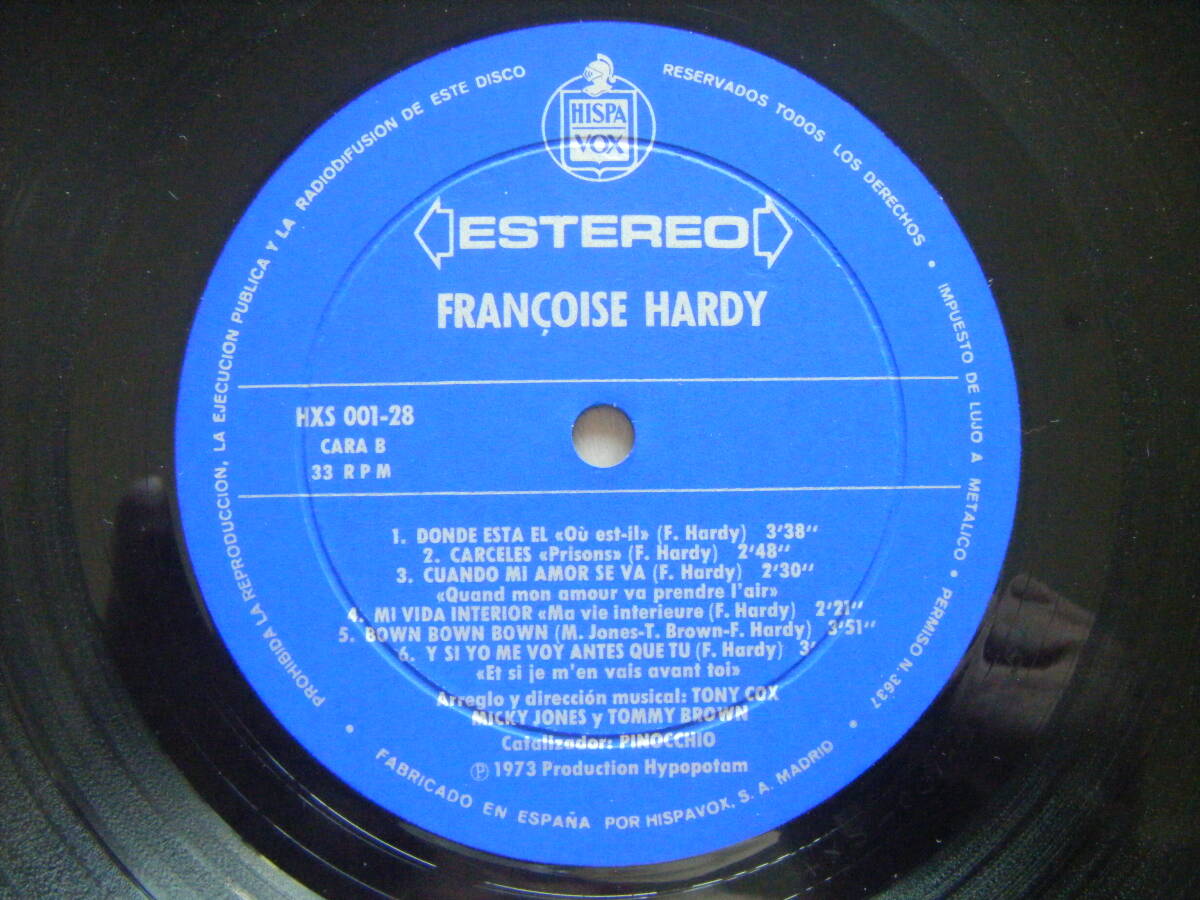 PROHIBIDA LA REPRODUCCION, LA EJECUCION PUBLICA Y LA RADIODIFUSION DE ESTE DISCO
RESERVADOS TODOS LOS DERECHOS • IMPUESTO DE LUJO A METALICO • PERMISO N. 3637 •
HISPA
VOX
ESTEREO
FRANÇOISE HARDY
HXS 001-28
CARA B
33 RPM
1. DONDE ESTA EL «Où est-il» (F. Hardy) 3'38''
2. CARCELES «Prisons» (F. Hardy) 2'48''
3. CUANDO MI AMOR SE VA (F. Hardy) 2'30''
«Quand mon amour va prendre l'air»
4. MI VIDA INTERIOR «Ma vie interieure (F. Hardy) 2'21''
5. BOWN BOWN BOWN (M. Jones-T. Brown-F. Hardy) 3'51''
6. Y SI YO ME VOY ANTES QUE TU (F. Hardy) 3'
«Et si je m'en vais avant toi»
Arreglo y dirección musical: TONY COX
MICKY JONES y TOMMY BROWN
Catalizador: PINOCCHIO
Ⓟ 1973 Production Hypopotam
• FABRICADO EN ESPAÑA POR HISPAVOX, S. A. MADRID